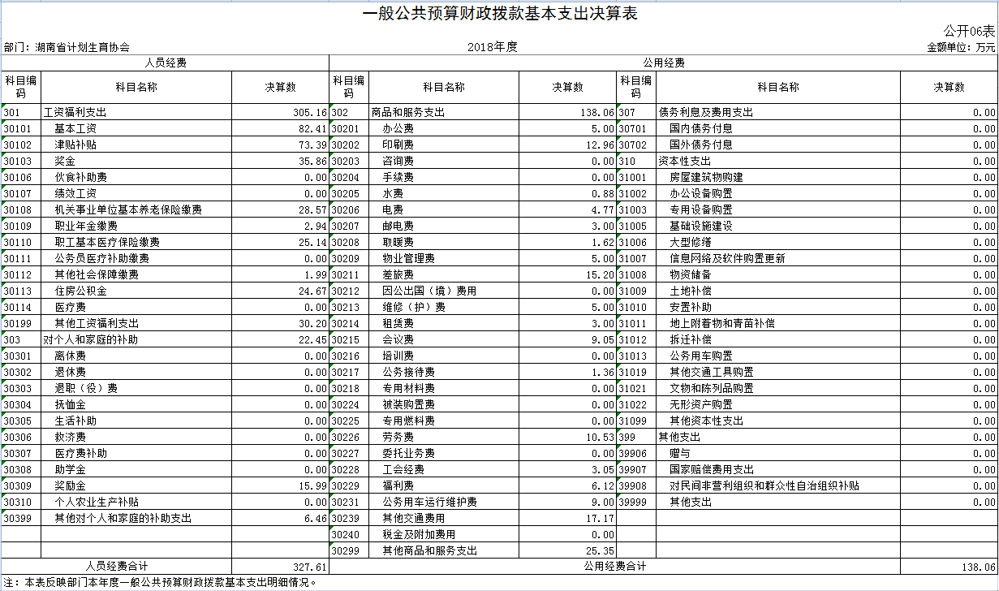 一般公共预算财政拨款基本支出决算表
公开06表
部门：湖南省计划生育协会 2018年度 金额单位：万元
人员经费 公用经费
科目编码 科目名称 决算数 科目编码 科目名称 决算数 科目编码 科目名称 决算数
301 工资福利支出 305.16 302 商品和服务支出 138.06 307 债务利息及费用支出 0.00
30101 基本工资 82.41 30201 办公费 5.00 30701 国内债务付息 0.00
30102 津贴补贴 73.39 30202 印刷费 12.96 30702 国外债务付息 0.00
30103 奖金 35.86 30203 咨询费 0.00 310 资本性支出 0.00
30106 伙食补助费 0.00 30204 手续费 0.00 31001 房屋建筑物购建 0.00
30107 绩效工资 0.00 30205 水费 0.88 31002 办公设备购置 0.00
30108 机关事业单位基本养老保险缴费 28.57 30206 电费 4.77 31003 专用设备购置 0.00
30109 职业年金缴费 2.94 30207 邮电费 3.00 31005 基础设施建设 0.00
30110 职工基本医疗保险缴费 25.14 30208 取暖费 1.62 31006 大型修缮 0.00
30111 公务员医疗补助缴费 0.00 30209 物业管理费 5.00 31007 信息网络及软件购置更新 0.00
30112 其他社会保障缴费 1.99 30211 差旅费 15.20 31008 物资储备 0.00
30113 住房公积金 24.67 30212 因公出国（境）费用 0.00 31009 土地补偿 0.00
30114 医疗费 0.00 30213 维修（护）费 5.00 31010 安置补助 0.00
30199 其他工资福利支出 30.20 30214 租赁费 3.00 31011 地上附着物和青苗补偿 0.00
303 对个人和家庭的补助 22.45 30215 会议费 9.05 31012 拆迁补偿 0.00
30301 离休费 0.00 30216 培训费 0.00 31013 公务用车购置 0.00
30302 退休费 0.00 30217 公务接待费 1.36 31019 其他交通工具购置 0.00
30303 退职（役）费 0.00 30218 专用材料费 0.00 31021 文物和陈列品购置 0.00
30304 抚恤金 0.00 30224 被装购置费 0.00 31022 无形资产购置 0.00
30305 生活补助 0.00 30225 专用燃料费 0.00 31099 其他资本性支出 0.00
30306 救济费 0.00 30226 劳务费 10.53 399 其他支出 0.00
30307 医疗费补助 0.00 30227 委托业务费 0.00 39906 赠与 0.00
30308 助学金 0.00 30228 工会经费 3.05 39907 国家赔偿费用支出 0.00
30309 奖励金 15.99 30229 福利费 6.12 39908 对民间非营利组织和群众性自治组织补贴 0.00
30310 个人农业生产补贴 0.00 30231 公务用车运行维护费 9.00 39999 其他支出 0.00
30399 其他对个人和家庭的补助支出 6.46 30239 其他交通费用 17.17
30240 税金及附加费用 0.00
30299 其他商品和服务支出 25.35
人员经费合计 327.61 公用经费合计 138.06
注：本表反映部门本年度一般公共预算财政拨款基本支出明细情况。